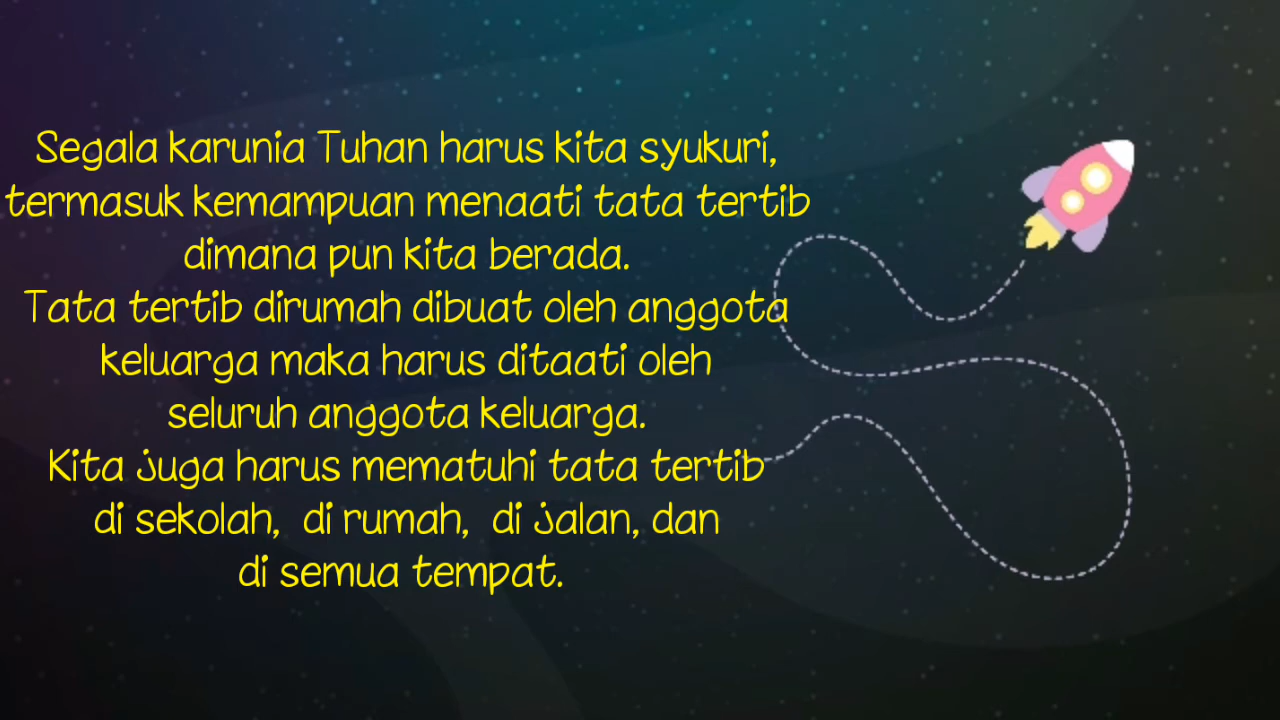 Segala karunia Tuhan harus kita syukuri,
termasuk kemampuan menaati tata tertib
dimana pun kita berada.
Tata tertib dirumah dibuat oleh anggota
keluarga maka harus ditaati oleh
seluruh anggota keluarga.
Kita juga harus mematuhi tata tertib
di sekolah, di rumah, di jalan, dan
di semua tempat.